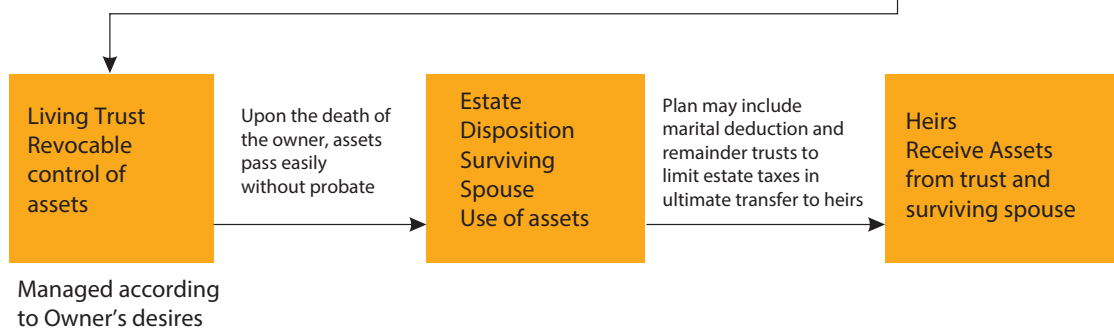 Living Trust
Revocable
control of
assets
Managed according
to Owner's desires
Upon the death of
the owner, assets
pass easily
without probate
Estate
Disposition
Surviving
Spouse
Use of assets
Plan may include
marital deduction and
remainder trusts to
limit estate taxes in
ultimate transfer to heirs
Heirs
Receive Assets
from trust and
surviving spouse